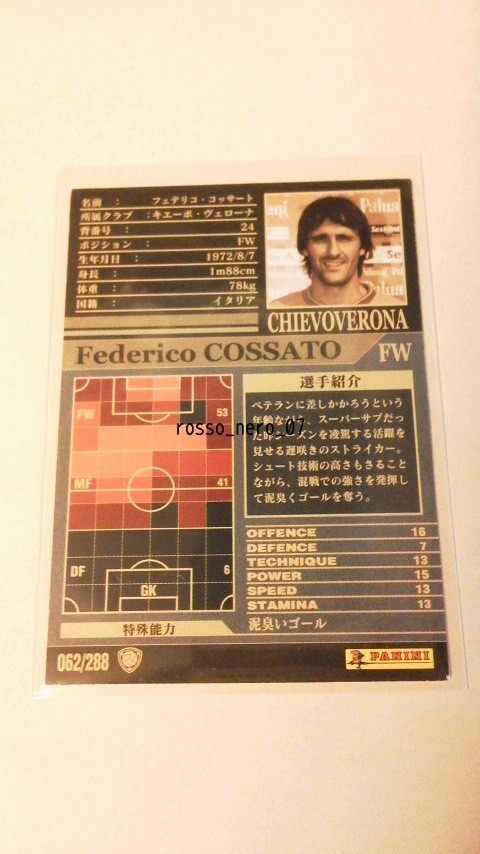 名前 : フェデリコ・コッサート
所属クラブ : キエーボ・ヴェローナ
背番号 : 24
ポジション : FW
生年月日 : 1972/8/7
身長 : 1m88cm
体重 : 78kg
国籍 : イタリア
Palua
Se
CHIEVOVERONA
Federico COSSATO FW
選手紹介
ベテランに差しかかろうという
年齢ながら、スーパーサブだっ
た昨シーズンを凌駕する活躍を
見せる遅咲きのストライカー。
シュート技術の高さもさること
ながら、混戦での強さを発揮し
て泥臭くゴールを奪う。
rosso_nero_07
FW 53
MF 41
DF 6
GK
OFFENCE 16
DEFENCE 7
TECHNIQUE 13
POWER 15
SPEED 13
STAMINA 13
特殊能力 泥臭いゴール
062/288
PANINI